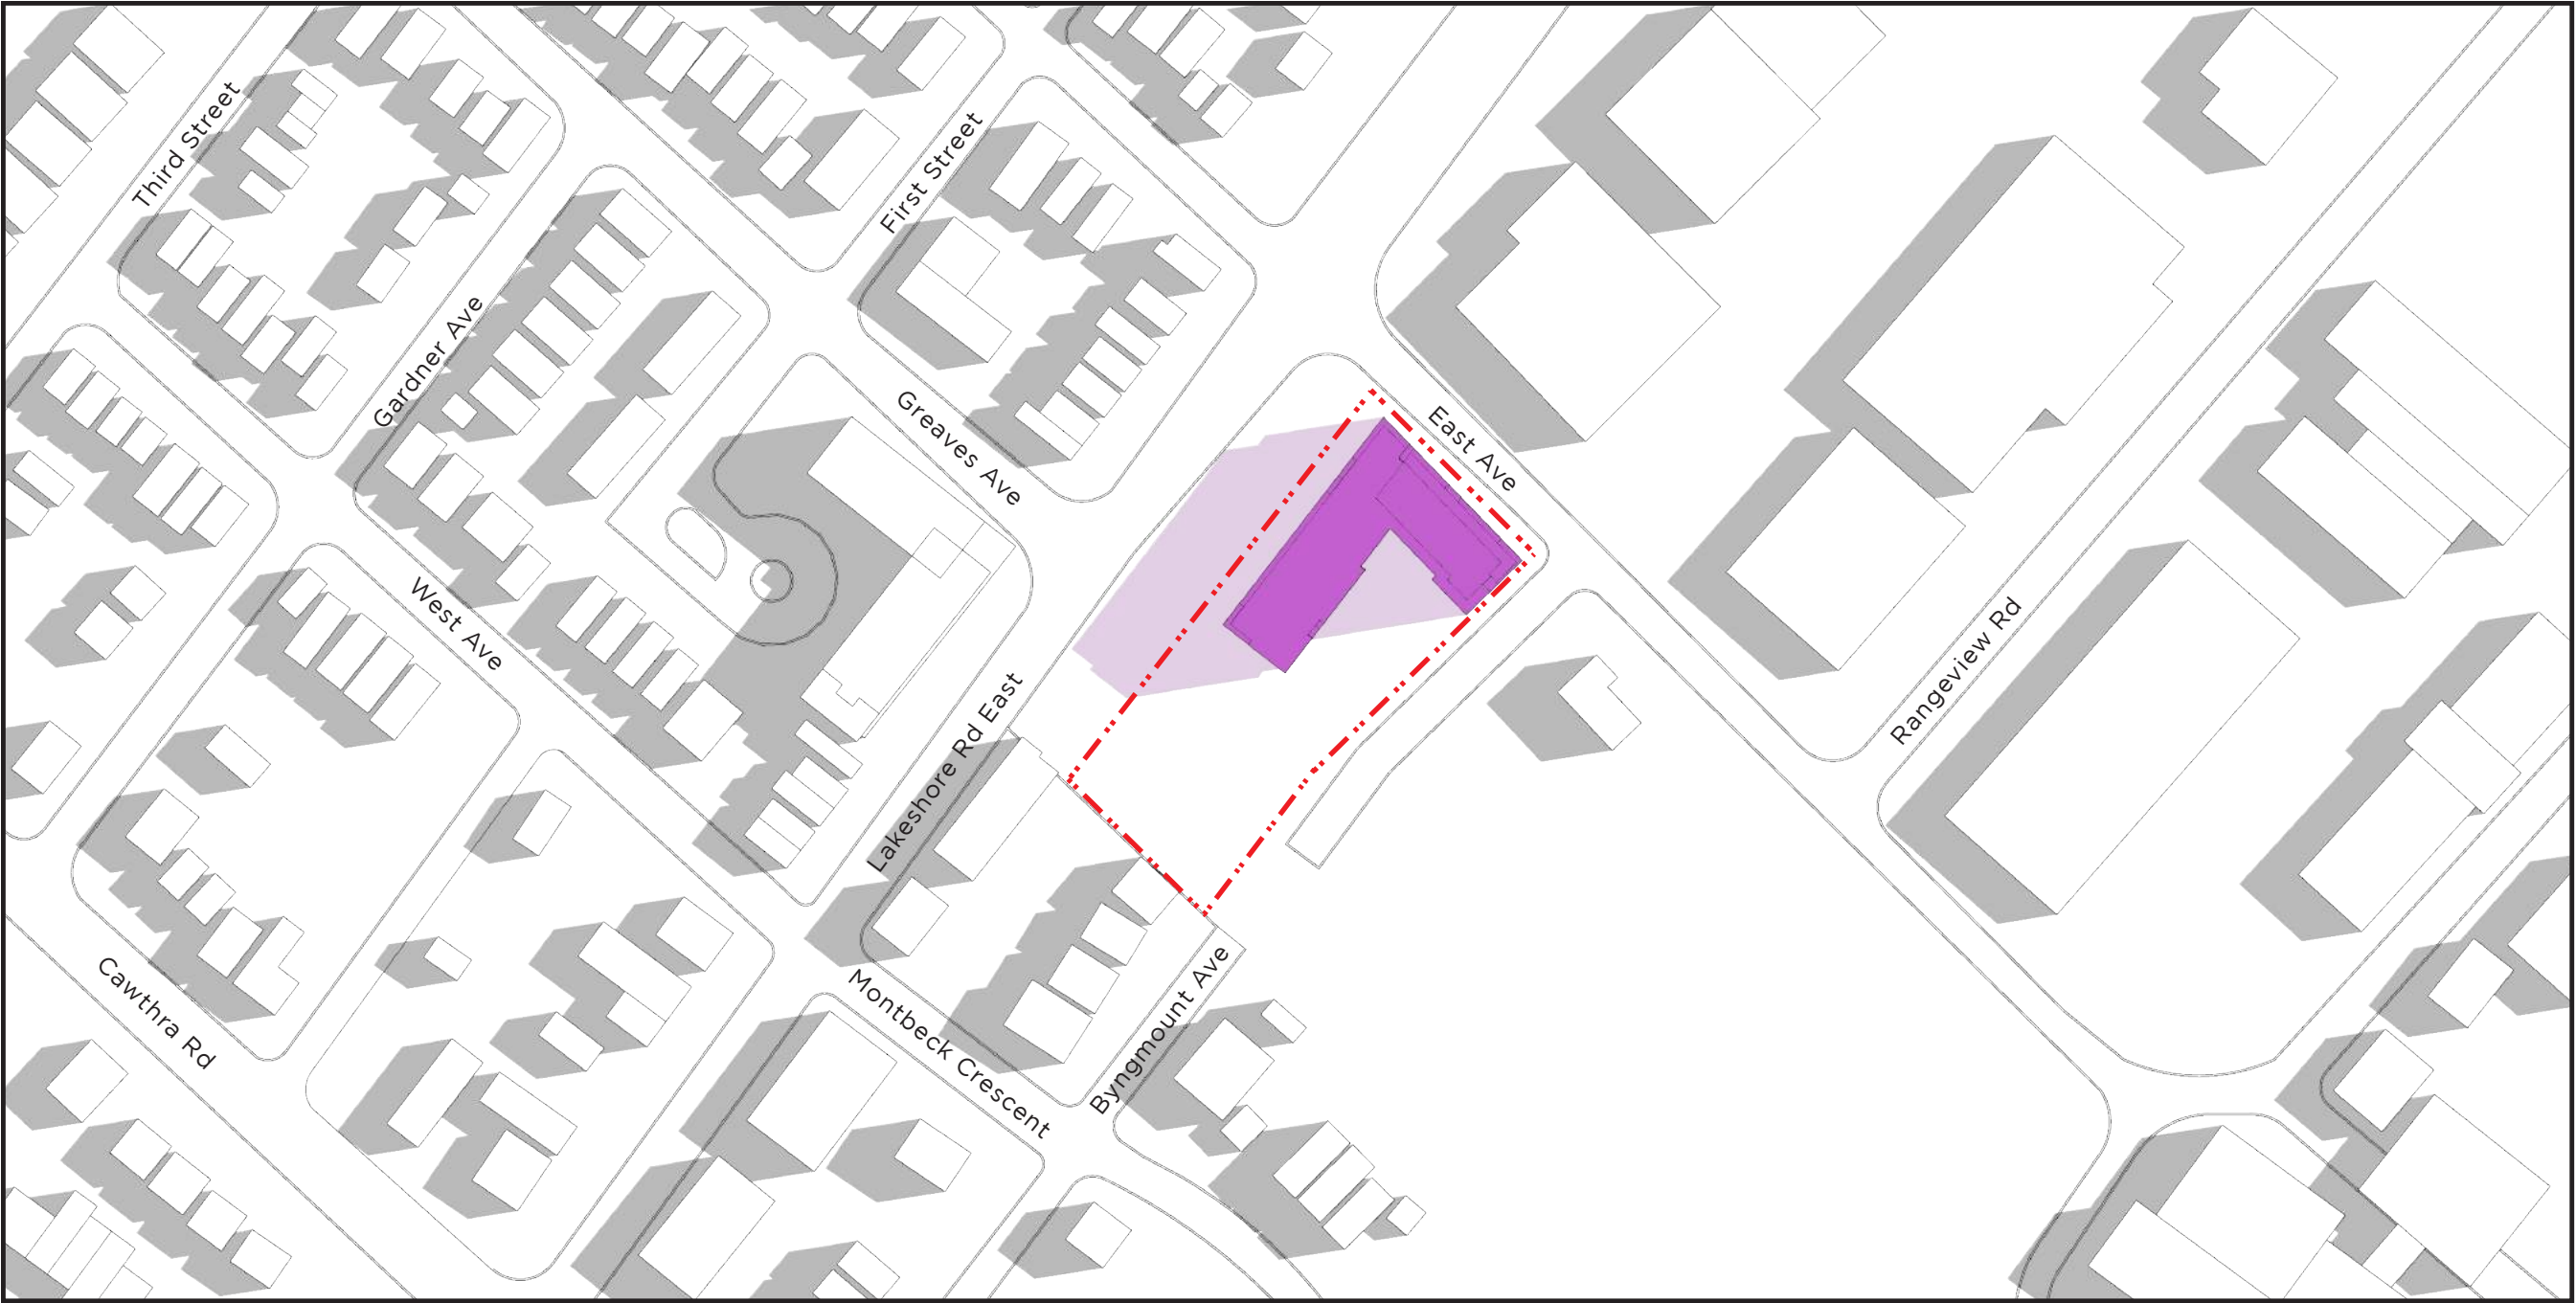 Third Street
First Street
Gardner Ave
Greaves Ave
East Ave
West Ave
Rangeview Rd
Lakeshore Rd East
Cawthra Rd
Montbeck Crescent
Byngmount Ave